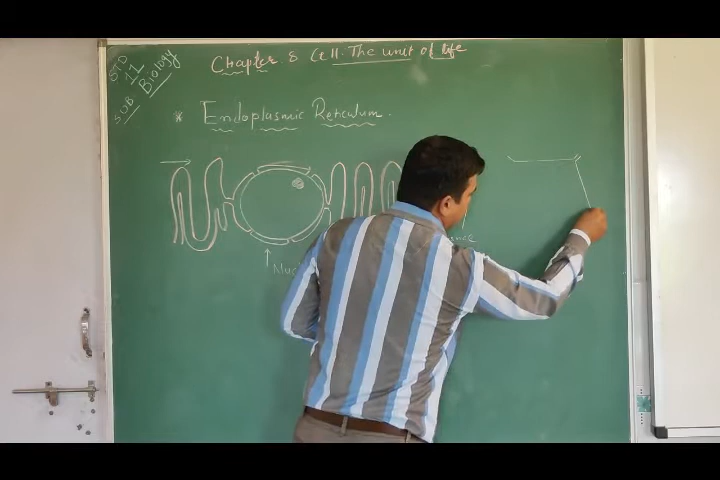 STD
11
SUB
Biology
Chapter 8 Cell: The unit of life
* Endoplasmic Reticulum.